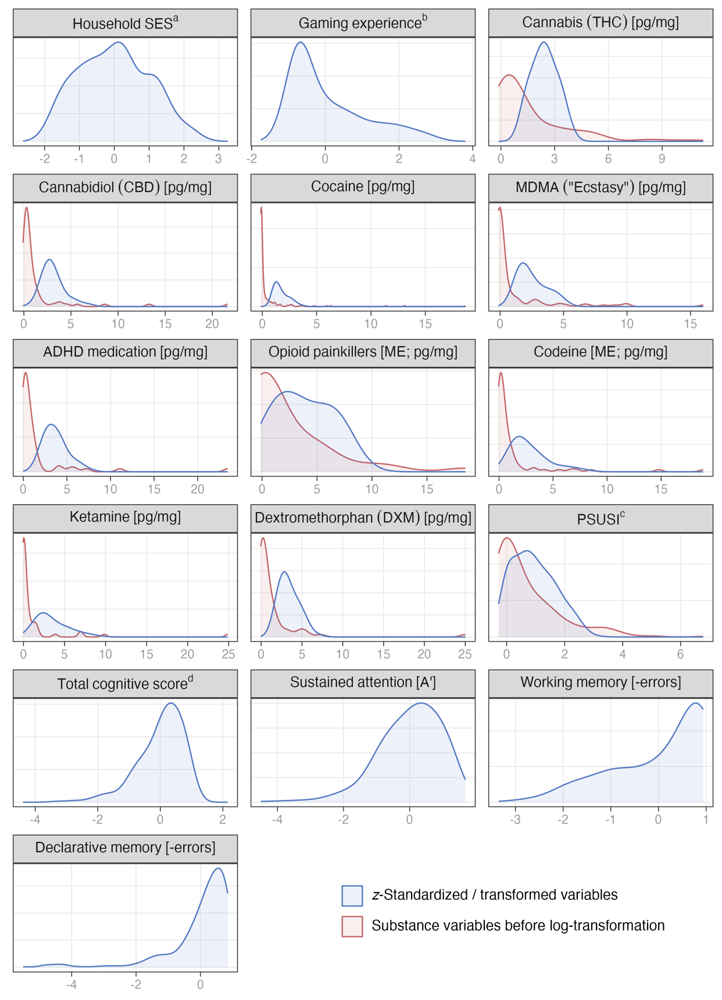 Household SESa
Gaming experienceb
Cannabis (THC) [pg/mg]
-2 -1 0 1 2 3
-2 0 2 4
0 3 6 9
Cannabidiol (CBD) [pg/mg]
Cocaine [pg/mg]
MDMA ("Ecstasy") [pg/mg]
0 5 10 15 20
0 5 10 15
0 5 10 15
ADHD medication [pg/mg]
Opioid painkillers [ME; pg/mg]
Codeine [ME; pg/mg]
0 5 10 15 20
0 5 10 15
0 5 10 15
Ketamine [pg/mg]
Dextromethorphan (DXM) [pg/mg]
PSUSIc
0 5 10 15 20 25
0 5 10 15 20 25
0 2 4 6
Total cognitive scored
Sustained attention [A']
Working memory [-errors]
-4 -2 0 2
-4 -2 0
-3 -2 -1 0 1
Declarative memory [-errors]
-4 -2 0
z-Standardized / transformed variables
Substance variables before log-transformation